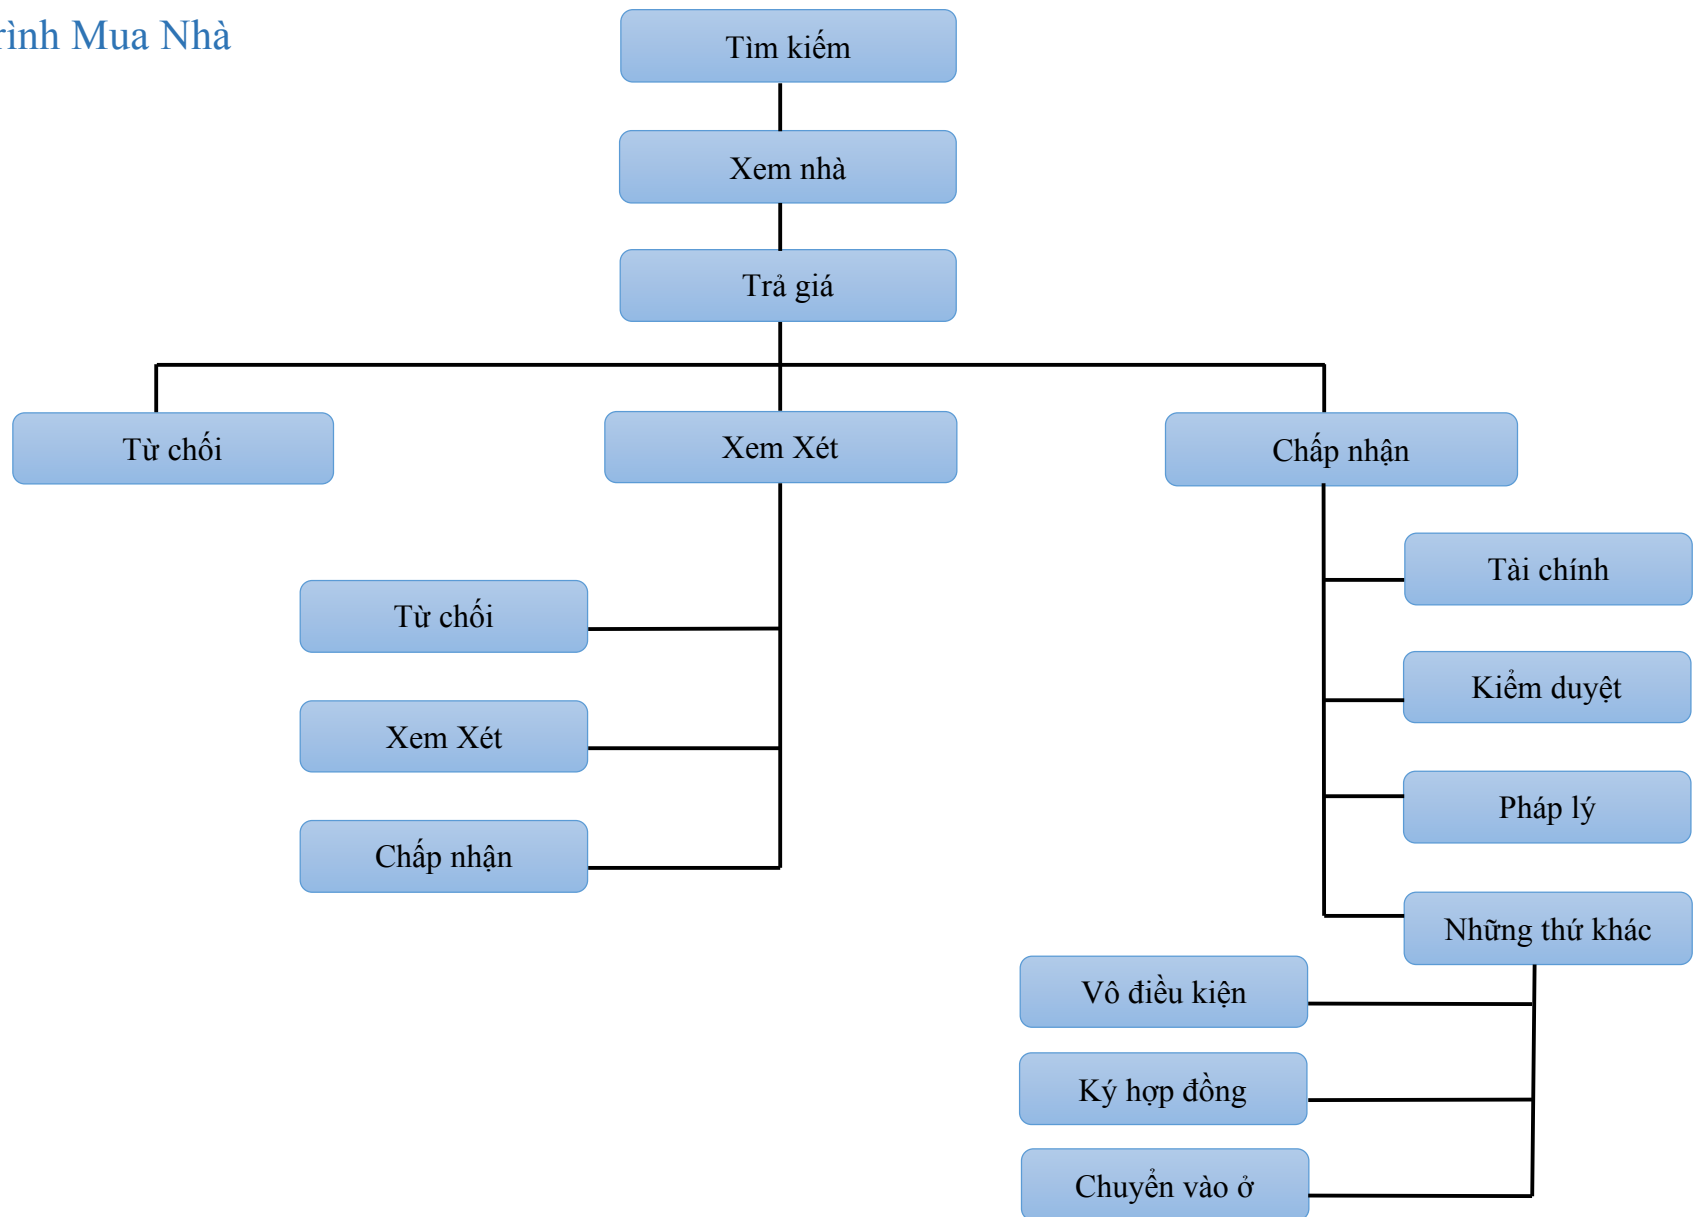 rình Mua Nhà
Tìm kiếm
Xem nhà
Trả giá
Từ chối
Xem Xét
Chấp nhận
Tài chính
Từ chối
Kiểm duyệt
Xem Xét
Pháp lý
Chấp nhận
Những thứ khác
Vô điều kiện
Ký hợp đồng
Chuyển vào ở